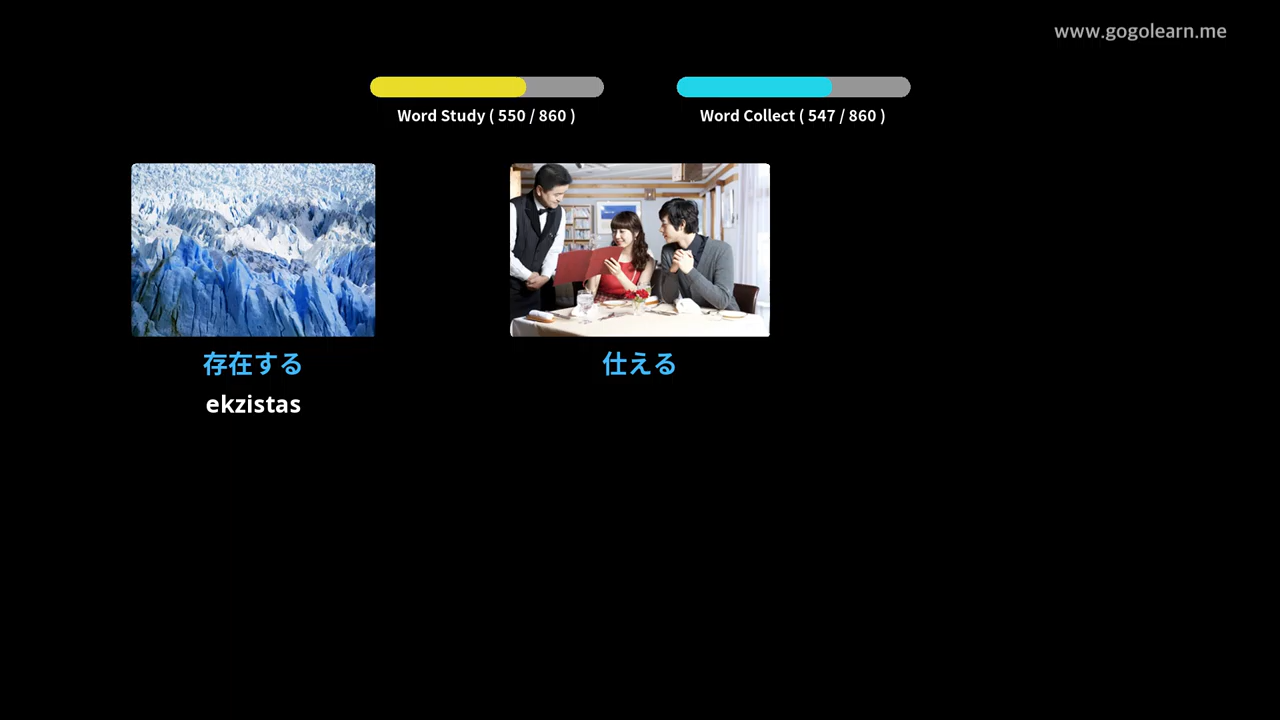 www.gogolearn.me
Word Study ( 550 / 860 )
Word Collect ( 547 / 860 )
存在する
仕える
ekzistas